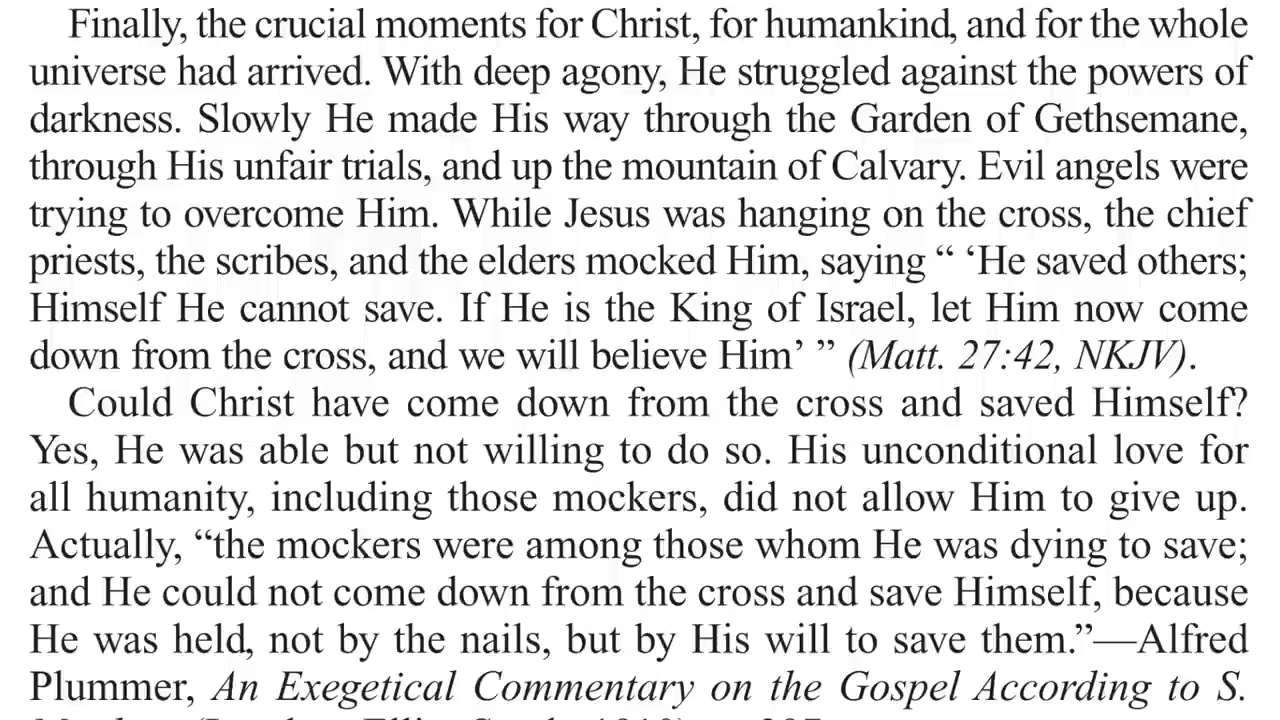 Finally, the crucial moments for Christ, for humankind, and for the whole
universe had arrived. With deep agony, He struggled against the powers of
darkness. Slowly He made His way through the Garden of Gethsemane,
through His unfair trials, and up the mountain of Calvary. Evil angels were
trying to overcome Him. While Jesus was hanging on the cross, the chief
priests, the scribes, and the elders mocked Him, saying “ ‘He saved others;
Himself He cannot save. If He is the King of Israel, let Him now come
down from the cross, and we will believe Him’ ” (Matt. 27:42, NKJV).
Could Christ have come down from the cross and saved Himself?
Yes, He was able but not willing to do so. His unconditional love for
all humanity, including those mockers, did not allow Him to give up.
Actually, “the mockers were among those whom He was dying to save;
and He could not come down from the cross and save Himself, because
He was held, not by the nails, but by His will to save them.”—Alfred
Plummer, An Exegetical Commentary on the Gospel According to S.